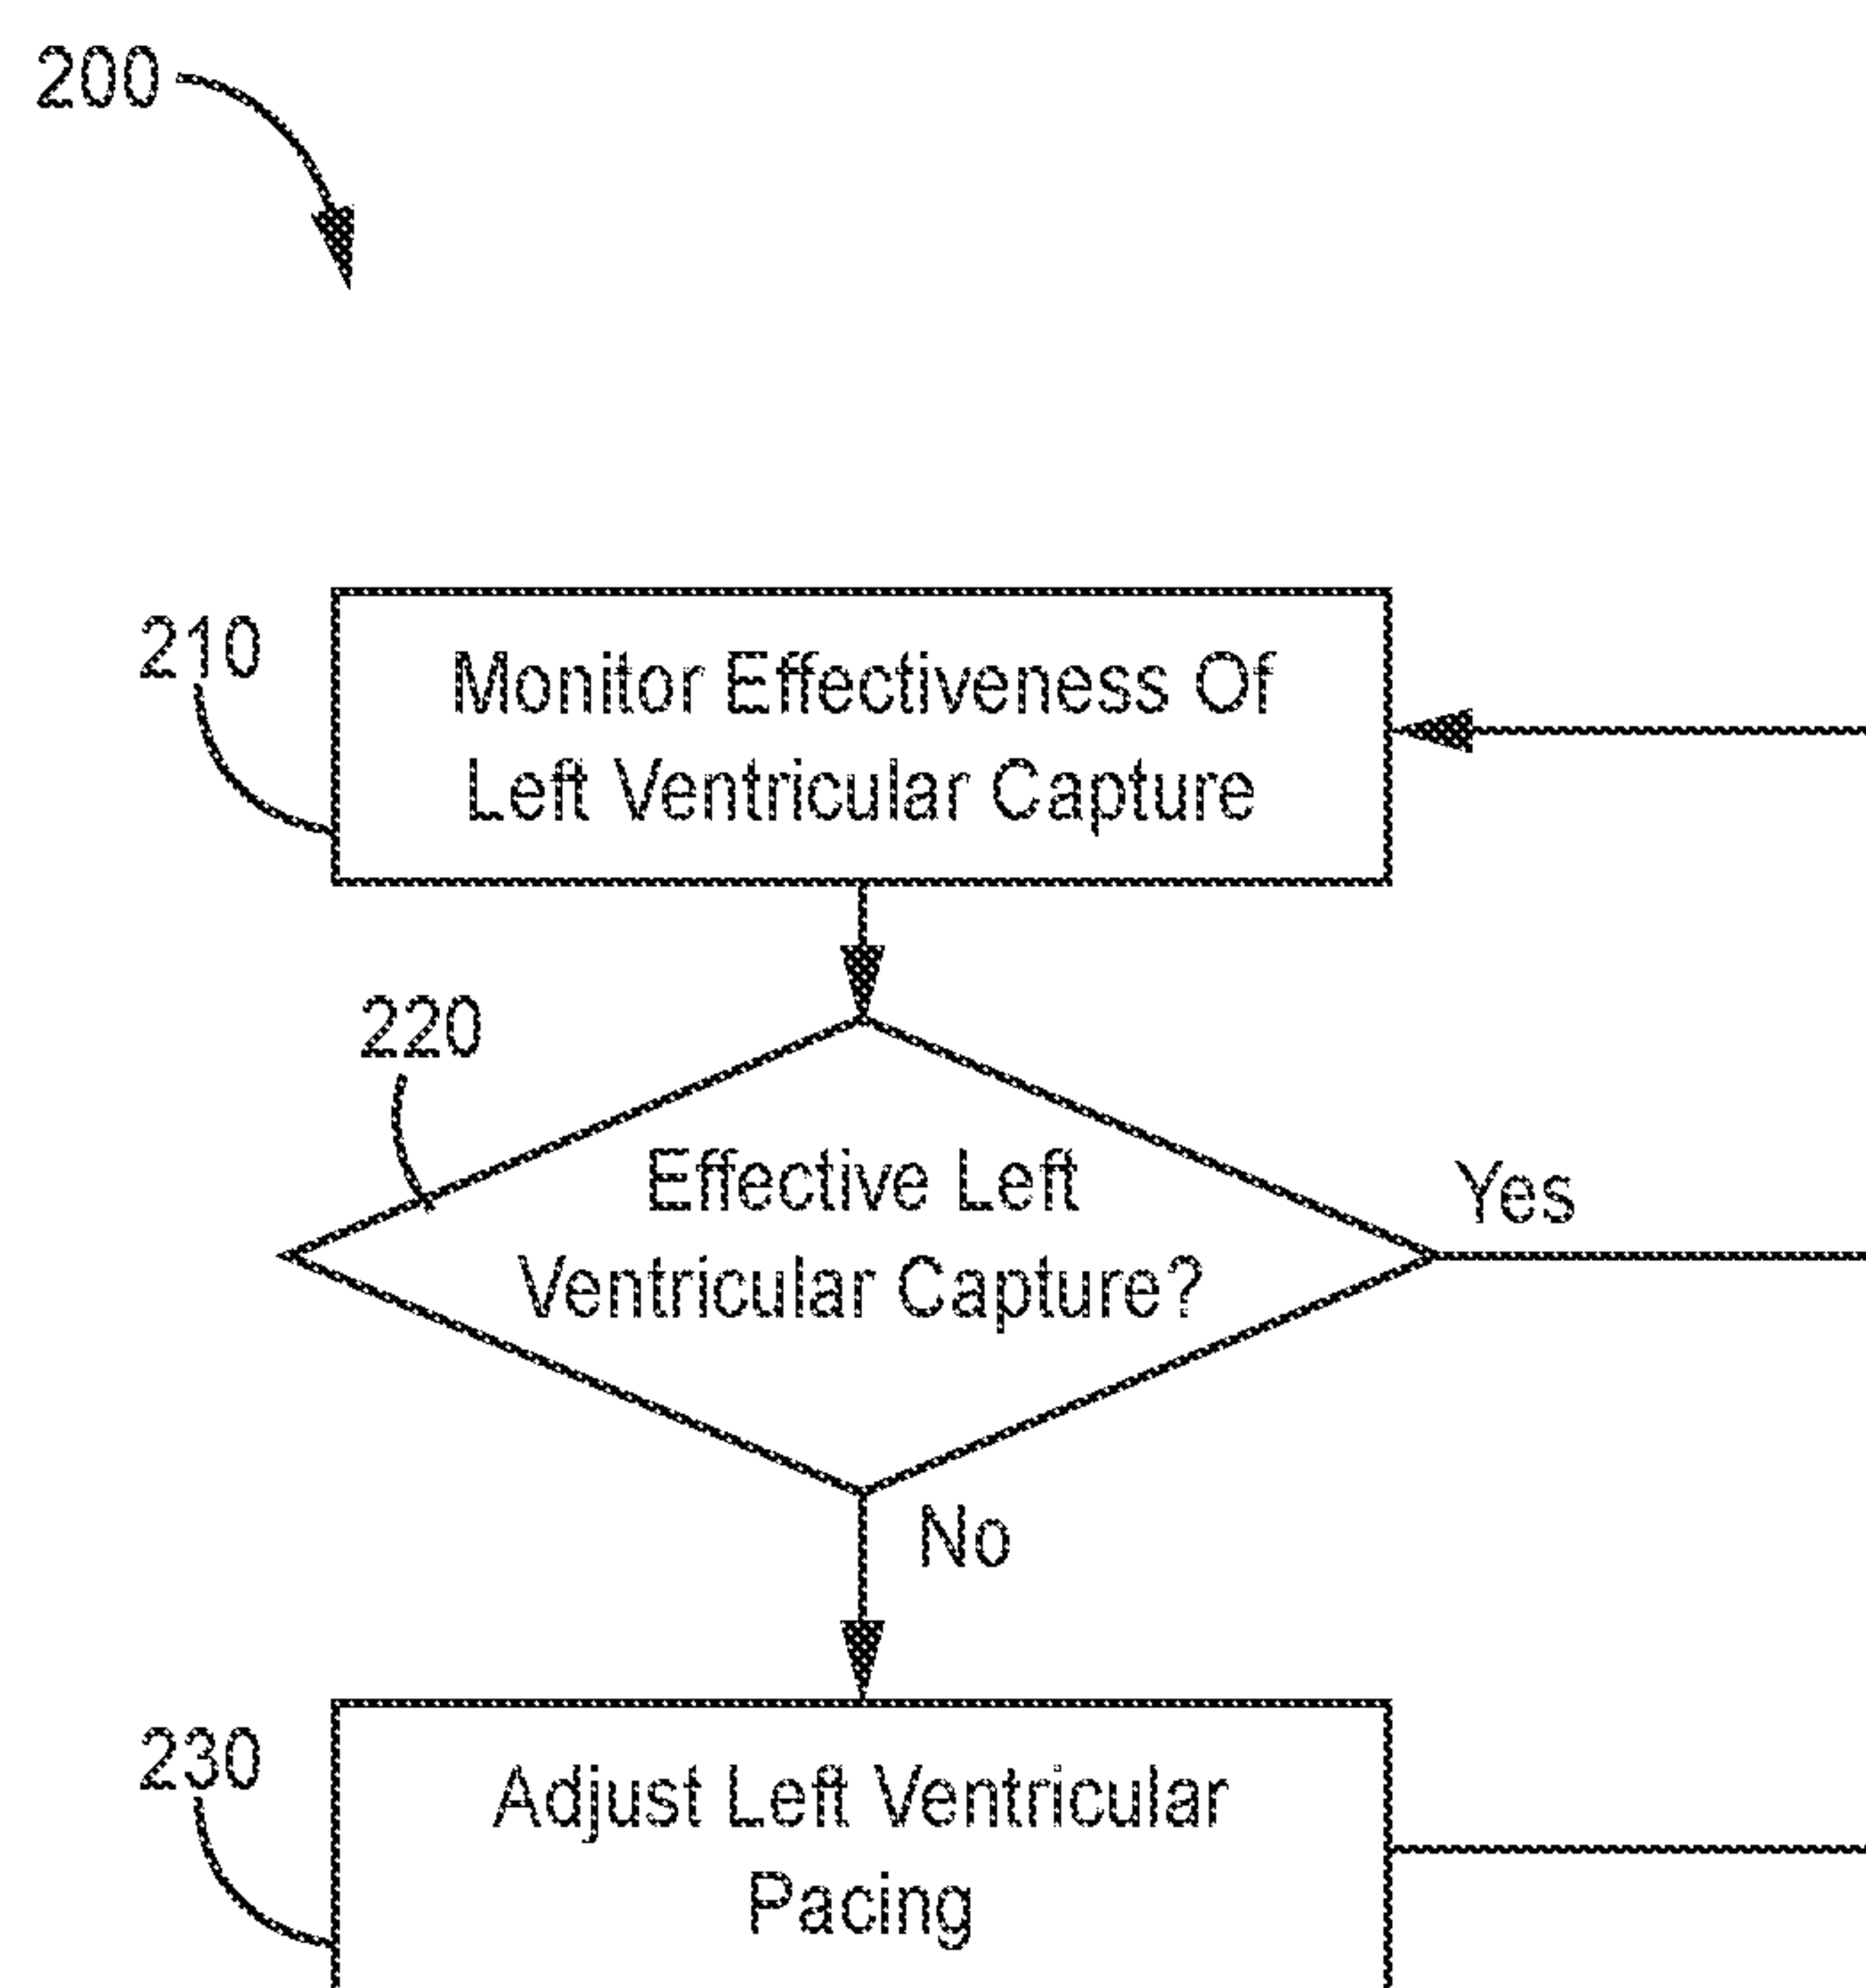 200
210
Monitor Effectiveness Of
Left Ventricular Capture
220
Effective Left
Ventricular Capture?
Yes
No
230
Adjust Left Ventricular
Pacing